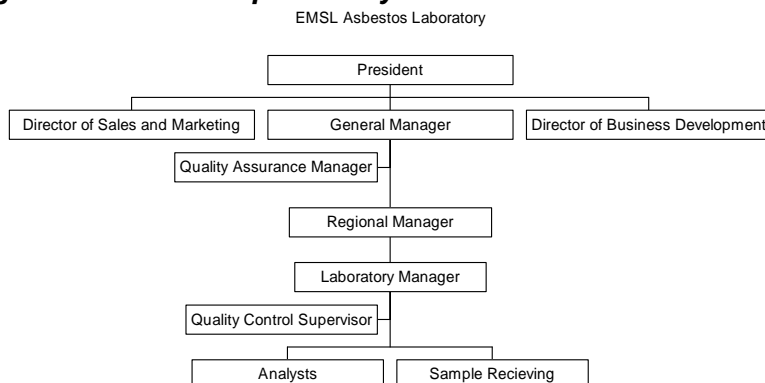 EMSL Asbestos Laboratory
President
Director of Sales and Marketing
General Manager
Director of Business Development
Quality Assurance Manager
Regional Manager
Laboratory Manager
Quality Control Supervisor
Analysts
Sample Recieving